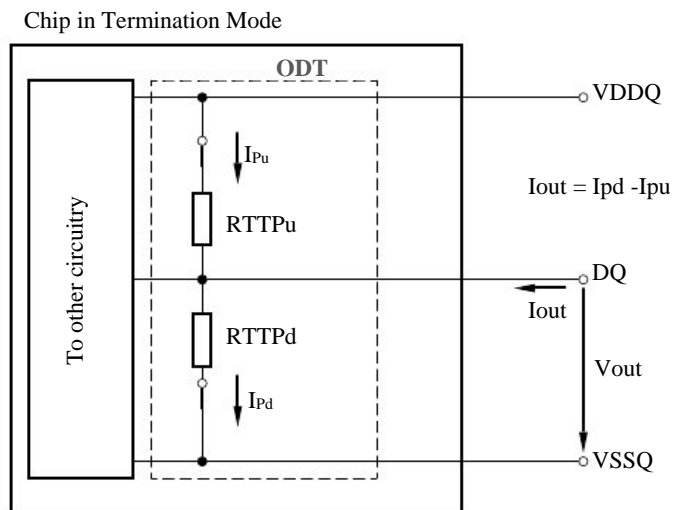 Chip in Termination Mode
ODT
VDDQ
IPu
Iout = Ipd -Ipu
RTTPu
To other circuitry
DQ
Iout
RTTPd
Vout
IPd
VSSQ